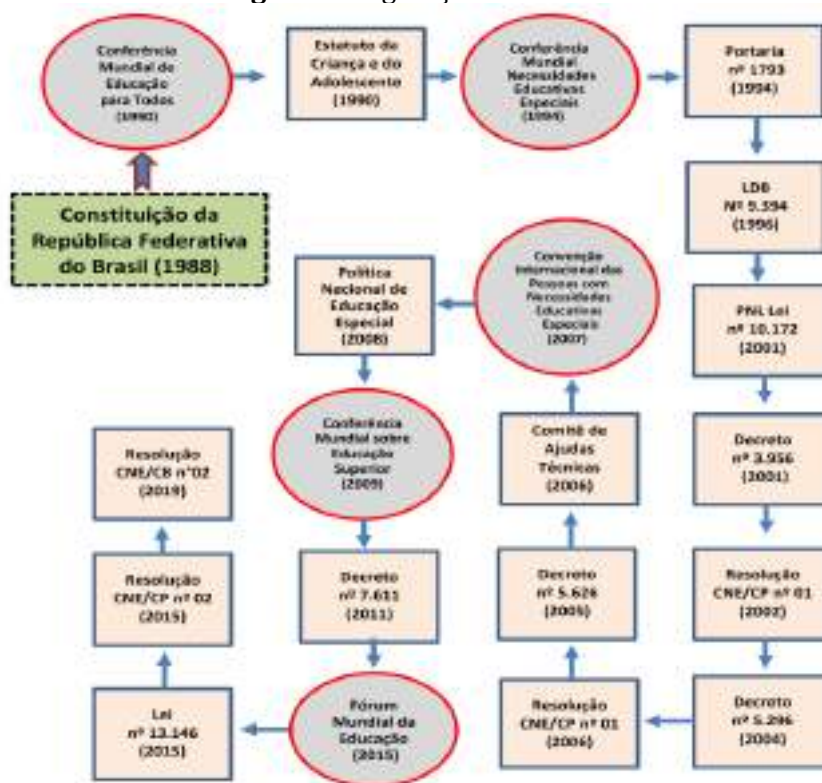 Conferência
Mundial de
Educação
para Todos
(1990)
Estatuto da
Criança e do
Adolescente
(1990)
Conferência
Mundial
Necessidades
Educativas
Especiais
(1994)
Portaria
nº 1793
(1994)
Constituição da
República Federativa
do Brasil (1988)
LDB
Nº 9.394
(1996)
Política
Nacional de
Educação
Especial
(2008)
Convenção
Internacional das
Pessoas com
Necessidades
Educativas
Especiais
(2007)
PNL Lei
nº 10.172
(2001)
Conferência
Mundial sobre
Educação
Superior
(2009)
Comitê de
Ajudas
Técnicas
(2006)
Decreto
nº 3.956
(2001)
Resolução
CNE/CB n°02
(2019)
Resolução
CNE/CP nº 02
(2015)
Decreto
nº 7.611
(2011)
Decreto
nº 5.626
(2005)
Resolução
CNE/CP nº 01
(2002)
Lei
nº 13.146
(2015)
Fórum
Mundial da
Educação
(2015)
Resolução
CNE/CP nº 01
(2006)
Decreto
nº 5.296
(2004)